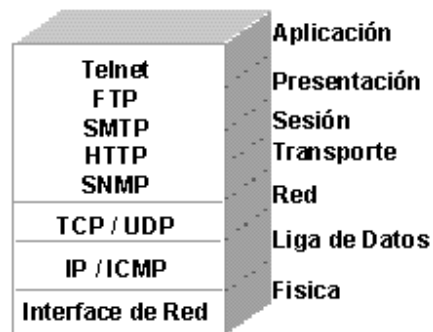 Telnet
FTP
SMTP
HTTP
SNMP
TCP / UDP
IP / ICMP
Interface de Red
Aplicación
Presentación
Sesión
Transporte
Red
Liga de Datos
Fisica